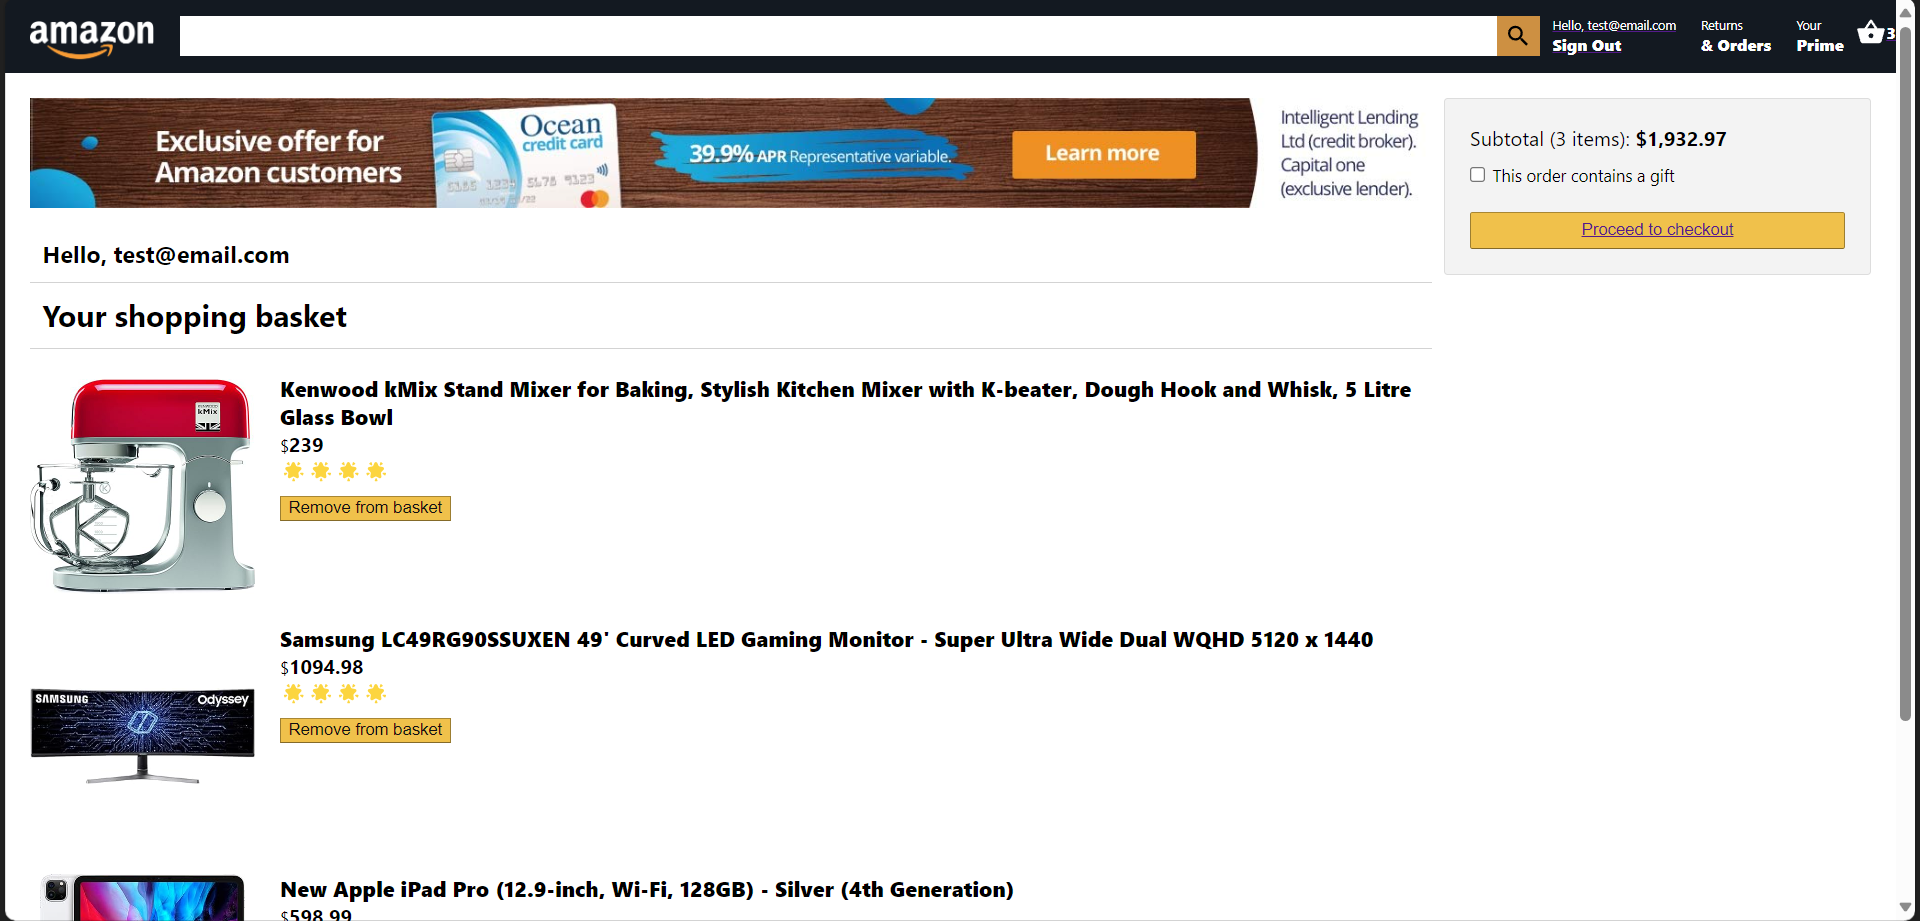 amazon
Hello, test@email.com
Sign Out
Returns
& Orders
Your
Prime
3
Exclusive offer for
Amazon customers
Ocean
credit card
39.9% APR Representative variable.
Learn more
Intelligent Lending
Ltd (credit broker).
Capital one
(exclusive lender).
Subtotal (3 items): $1,932.97
This order contains a gift
Proceed to checkout
Hello, test@email.com
Your shopping basket
Kenwood kMix Stand Mixer for Baking, Stylish Kitchen Mixer with K-beater, Dough Hook and Whisk, 5 Litre
Glass Bowl
$239
Remove from basket
kMix
Samsung LC49RG90SSUXEN 49' Curved LED Gaming Monitor - Super Ultra Wide Dual WQHD 5120 x 1440
$1094.98
Remove from basket
SAMSUNG
Odyssey
New Apple iPad Pro (12.9-inch, Wi-Fi, 128GB) - Silver (4th Generation)
$598.99